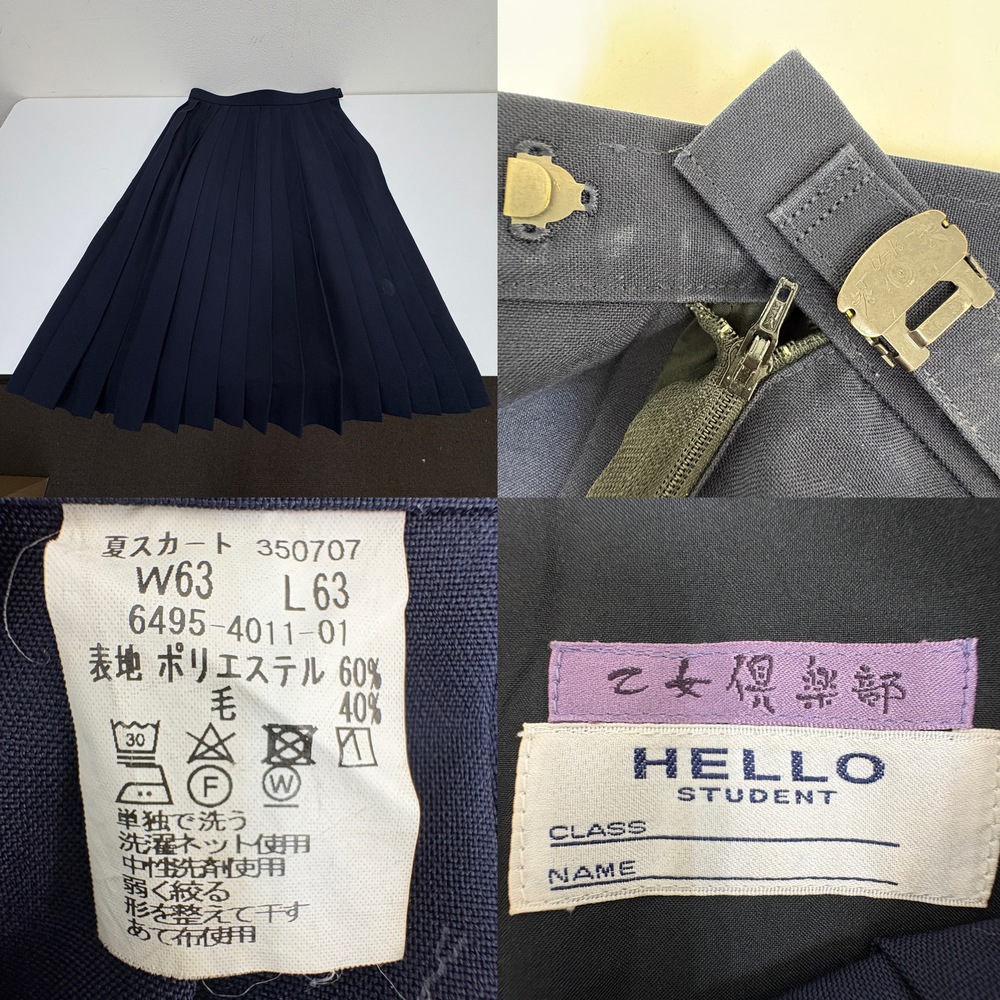 夏スカート 350707
W63 L63
6495-4011-01
表地 ポリエステル 60%
毛 40%
30
F
W
単独で洗う
洗濯ネット使用
中性洗剤使用
弱く絞る
形を整えて干す
あて布使用
乙女倶楽部
HELLO
STUDENT
CLASS
NAME